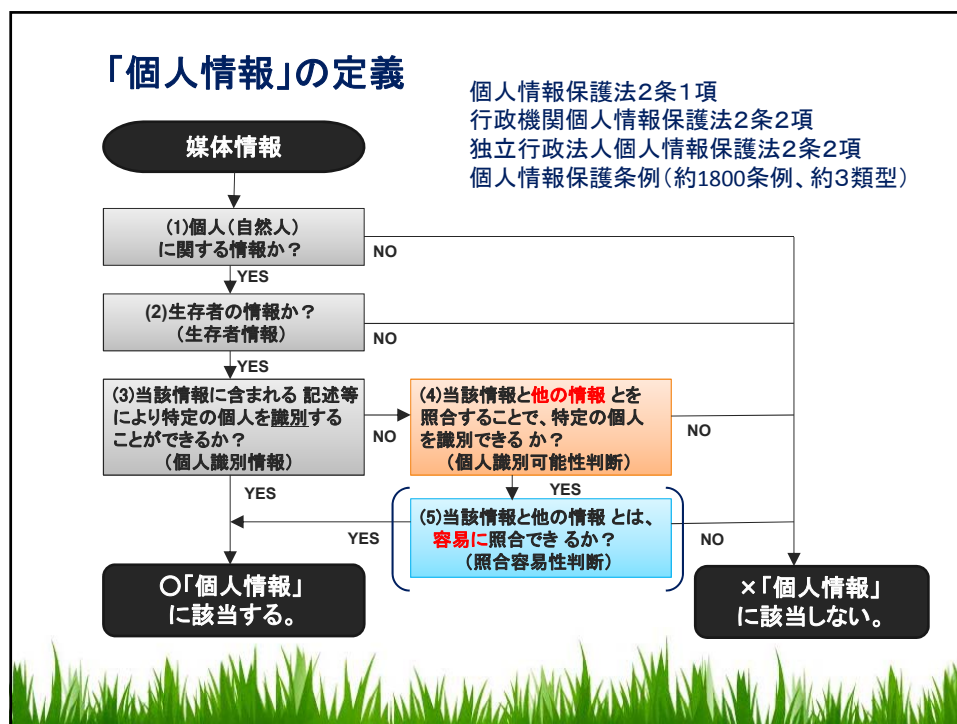 「個人情報」の定義
個人情報保護法2条1項
行政機関個人情報保護法2条2項
独立行政法人個人情報保護法2条2項
個人情報保護条例(約1800条例、約3類型)
媒体情報
(1)個人(自然人)
に関する情報か？
NO
YES
(2)生存者の情報か？
(生存者情報)
NO
YES
(3)当該情報に含まれる 記述等
により特定の個人を識別する
ことができるか？
(個人識別情報)
NO
YES
(4)当該情報と他の情報 とを
照合することで、特定の個人
を識別できる か？
(個人識別可能性判断)
NO
YES
(5)当該情報と他の情報 とは、
容易に照合でき るか？
(照合容易性判断)
YES
NO
〇「個人情報」
に該当する。
×「個人情報」
に該当しない。